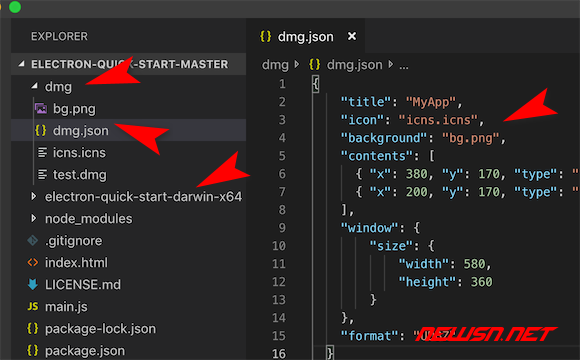 EXPLORER
ELECTRON-QUICK-START-MASTER
dmg
bg.png
{} dmg.json
icns.icns
test.dmg
electron-quick-start-darwin-x64
node_modules
.gitignore
<> index.html
LICENSE.md
JS main.js
{} package-lock.json
{} package.json
{} dmg.json ×
dmg › {} dmg.json › ...
1 {
2 "title": "MyApp",
3 "icon": "icns.icns",
4 "background": "bg.png",
5 "contents": [
6 { "x": 380, "y": 170, "type": "
7 { "x": 200, "y": 170, "type": "
8 ],
9 "window": {
10 "size": {
11 "width": 580,
12 "height": 360
13 }
14 },
15 "format":
16 }
newsn.net